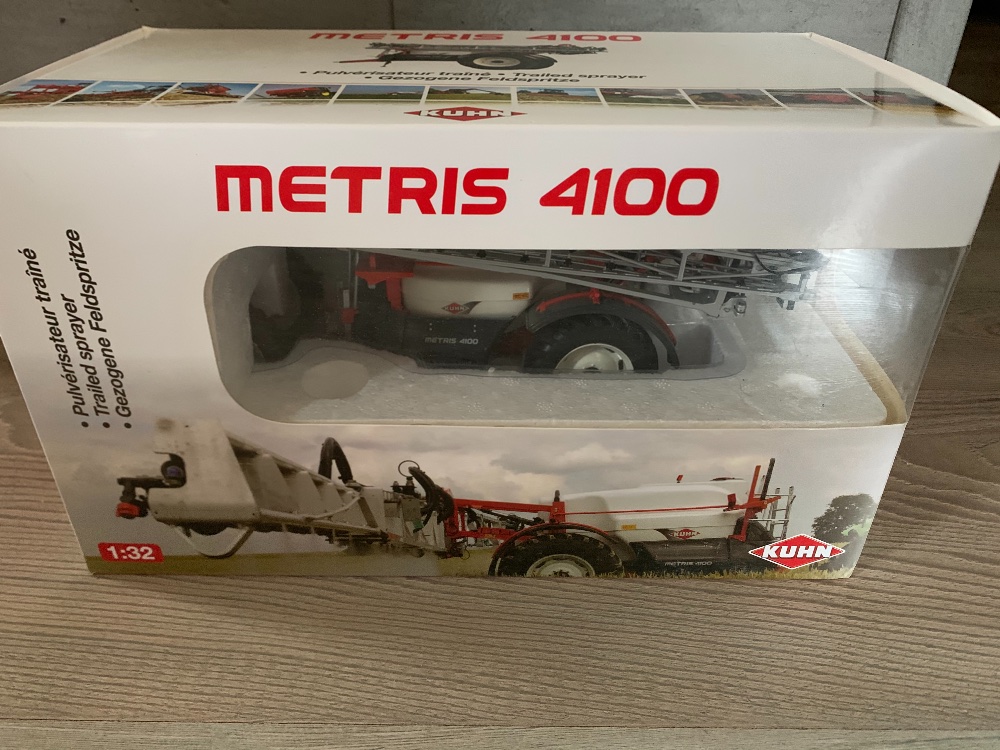 METRIS 4100
• Pulvérisateur traîné • Trailed sprayer
• Gezogene Feldspritze
KUHN
METRIS 4100
• Pulvérisateur traîné
• Trailed sprayer
• Gezogene Feldspritze
KUHN
METRIS 4100
KUHN
METRIS 4100
1:32
KUHN